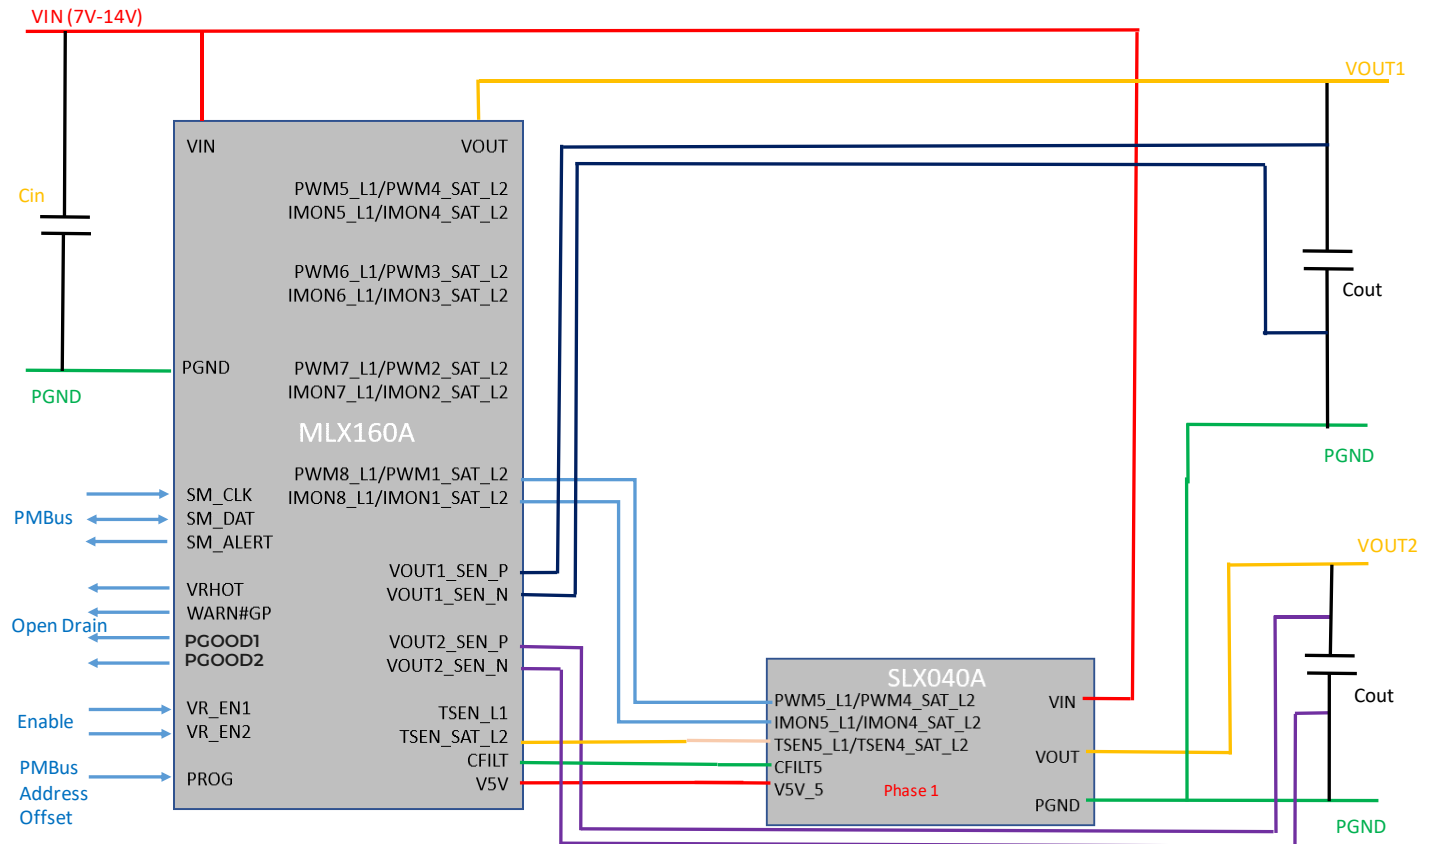 VIN (7V-14V)
VOUT1
VIN
VOUT
Cin
PWM5_L1/PWM4_SAT_L2
IMON5_L1/IMON4_SAT_L2
PWM6_L1/PWM3_SAT_L2
IMON6_L1/IMON3_SAT_L2
Cout
PGND
PWM7_L1/PWM2_SAT_L2
IMON7_L1/IMON2_SAT_L2
PGND
MLX160A
PGND
PWM8_L1/PWM1_SAT_L2
IMON8_L1/IMON1_SAT_L2
PMBus
SM_CLK
SM_DAT
SM_ALERT
VOUT2
VOUT1_SEN_P
VOUT1_SEN_N
Open Drain
VRHOT
WARN#GP
PGOOD1
PGOOD2
VOUT2_SEN_P
VOUT2_SEN_N
Enable
VR_EN1
VR_EN2
TSEN_L1
TSEN_SAT_L2
CFILT
V5V
PMBus
Address
Offset
PROG
SLX040A
PWM5_L1/PWM4_SAT_L2
IMON5_L1/IMON4_SAT_L2
TSEN5_L1/TSEN4_SAT_L2
CFILT5
V5V_5
Phase 1
VIN
VOUT
PGND
Cout
PGND